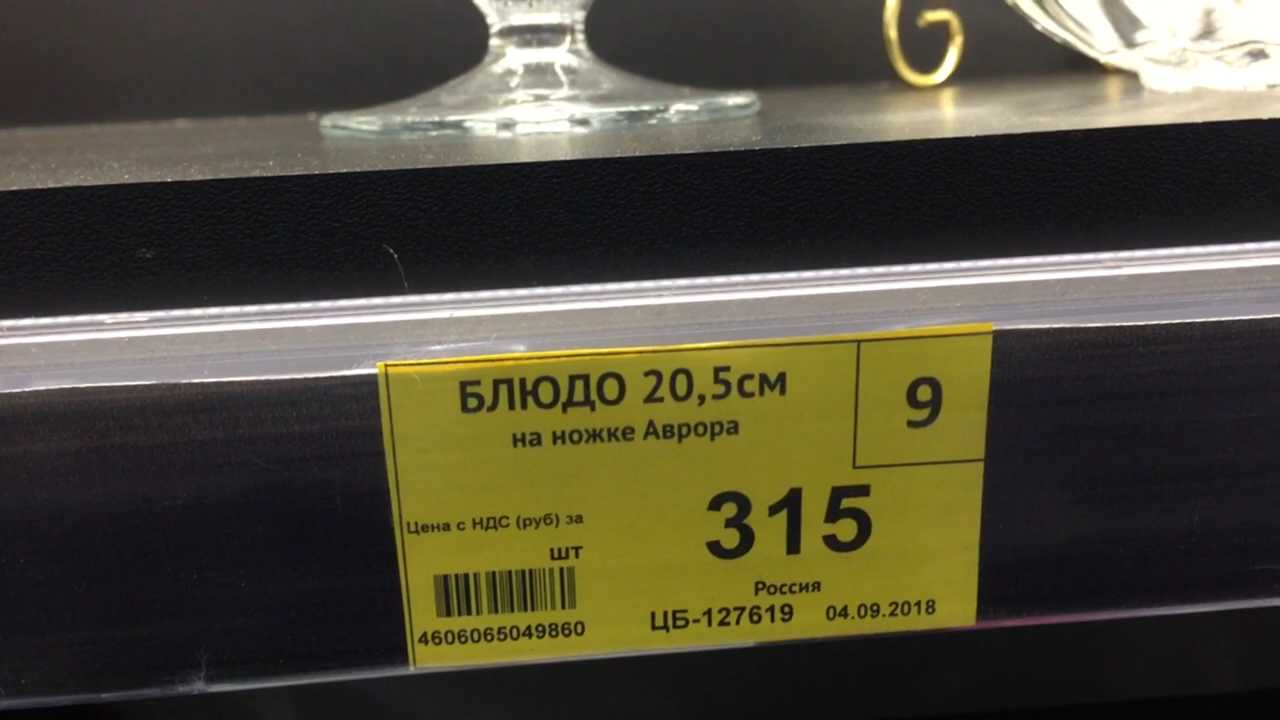 БЛЮДО 20,5см
на ножке Аврора
9
Цена с НДС (руб) за
шт
315
Россия
4606065049860
ЦБ-127619 04.09.2018